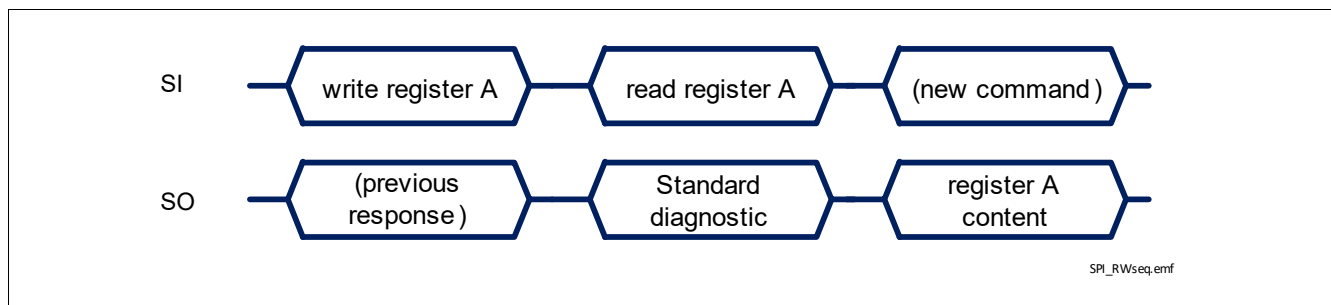 SI
write register A
read register A
(new command)
SO
(previous
response)
Standard
diagnostic
register A
content
SPI_RWseq.emf